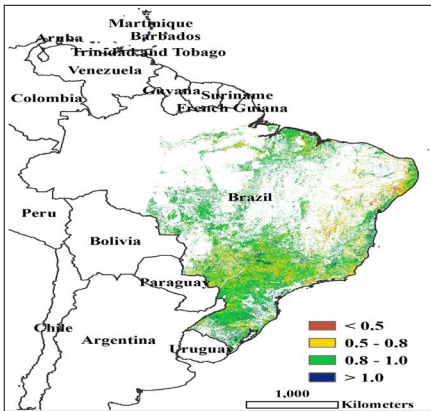 Martinique
Aruba
Barbados
Trinidad and Tobago
Venezuela
Guyana
Suriname
Colombia
French Guiana
Brazil
Peru
Bolivia
Paraguay
Chile
Argentina
Uruguay
< 0.5
0.5 - 0.8
0.8 - 1.0
> 1.0
1,000
Kilometers